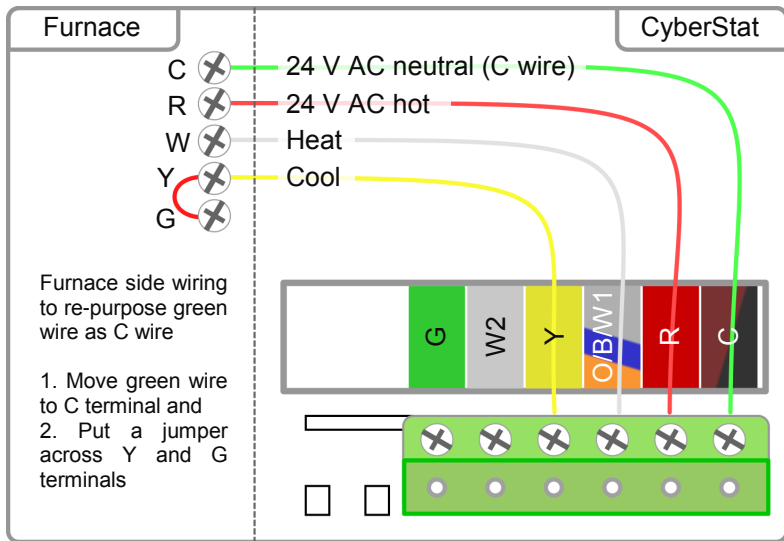 Furnace
CyberStat
C
24 V AC neutral (C wire)
R
24 V AC hot
W
Heat
Y
Cool
G
Furnace side wiring
to re-purpose green
wire as C wire
1. Move green wire
to C terminal and
2. Put a jumper
across Y and G
terminals
G
W2
Y
O/B/W1
R
C